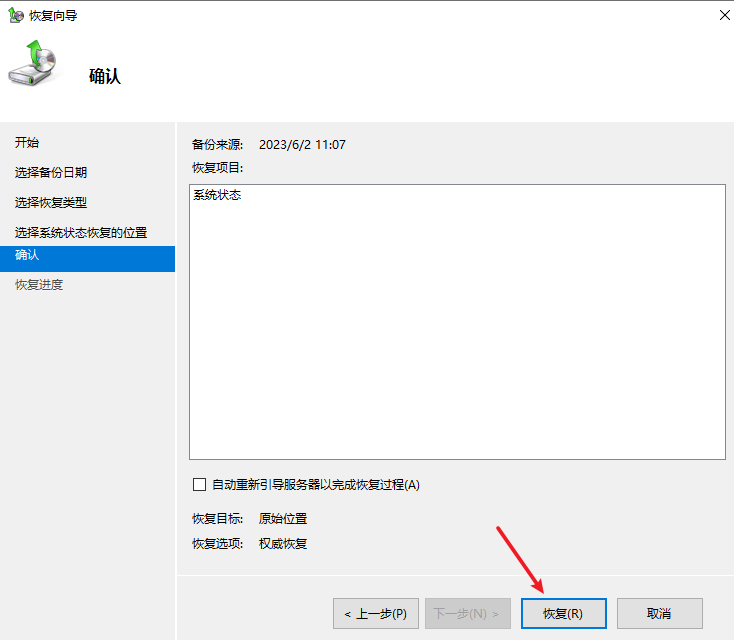 恢复向导
确认
开始
选择备份日期
选择恢复类型
选择系统状态恢复的位置
确认
恢复进度
备份来源: 2023/6/2 11:07
恢复项目:
系统状态
自动重新引导服务器以完成恢复过程(A)
恢复目标: 原始位置
恢复选项: 权威恢复
< 上一步(P) 下一步(N) > 恢复(R) 取消